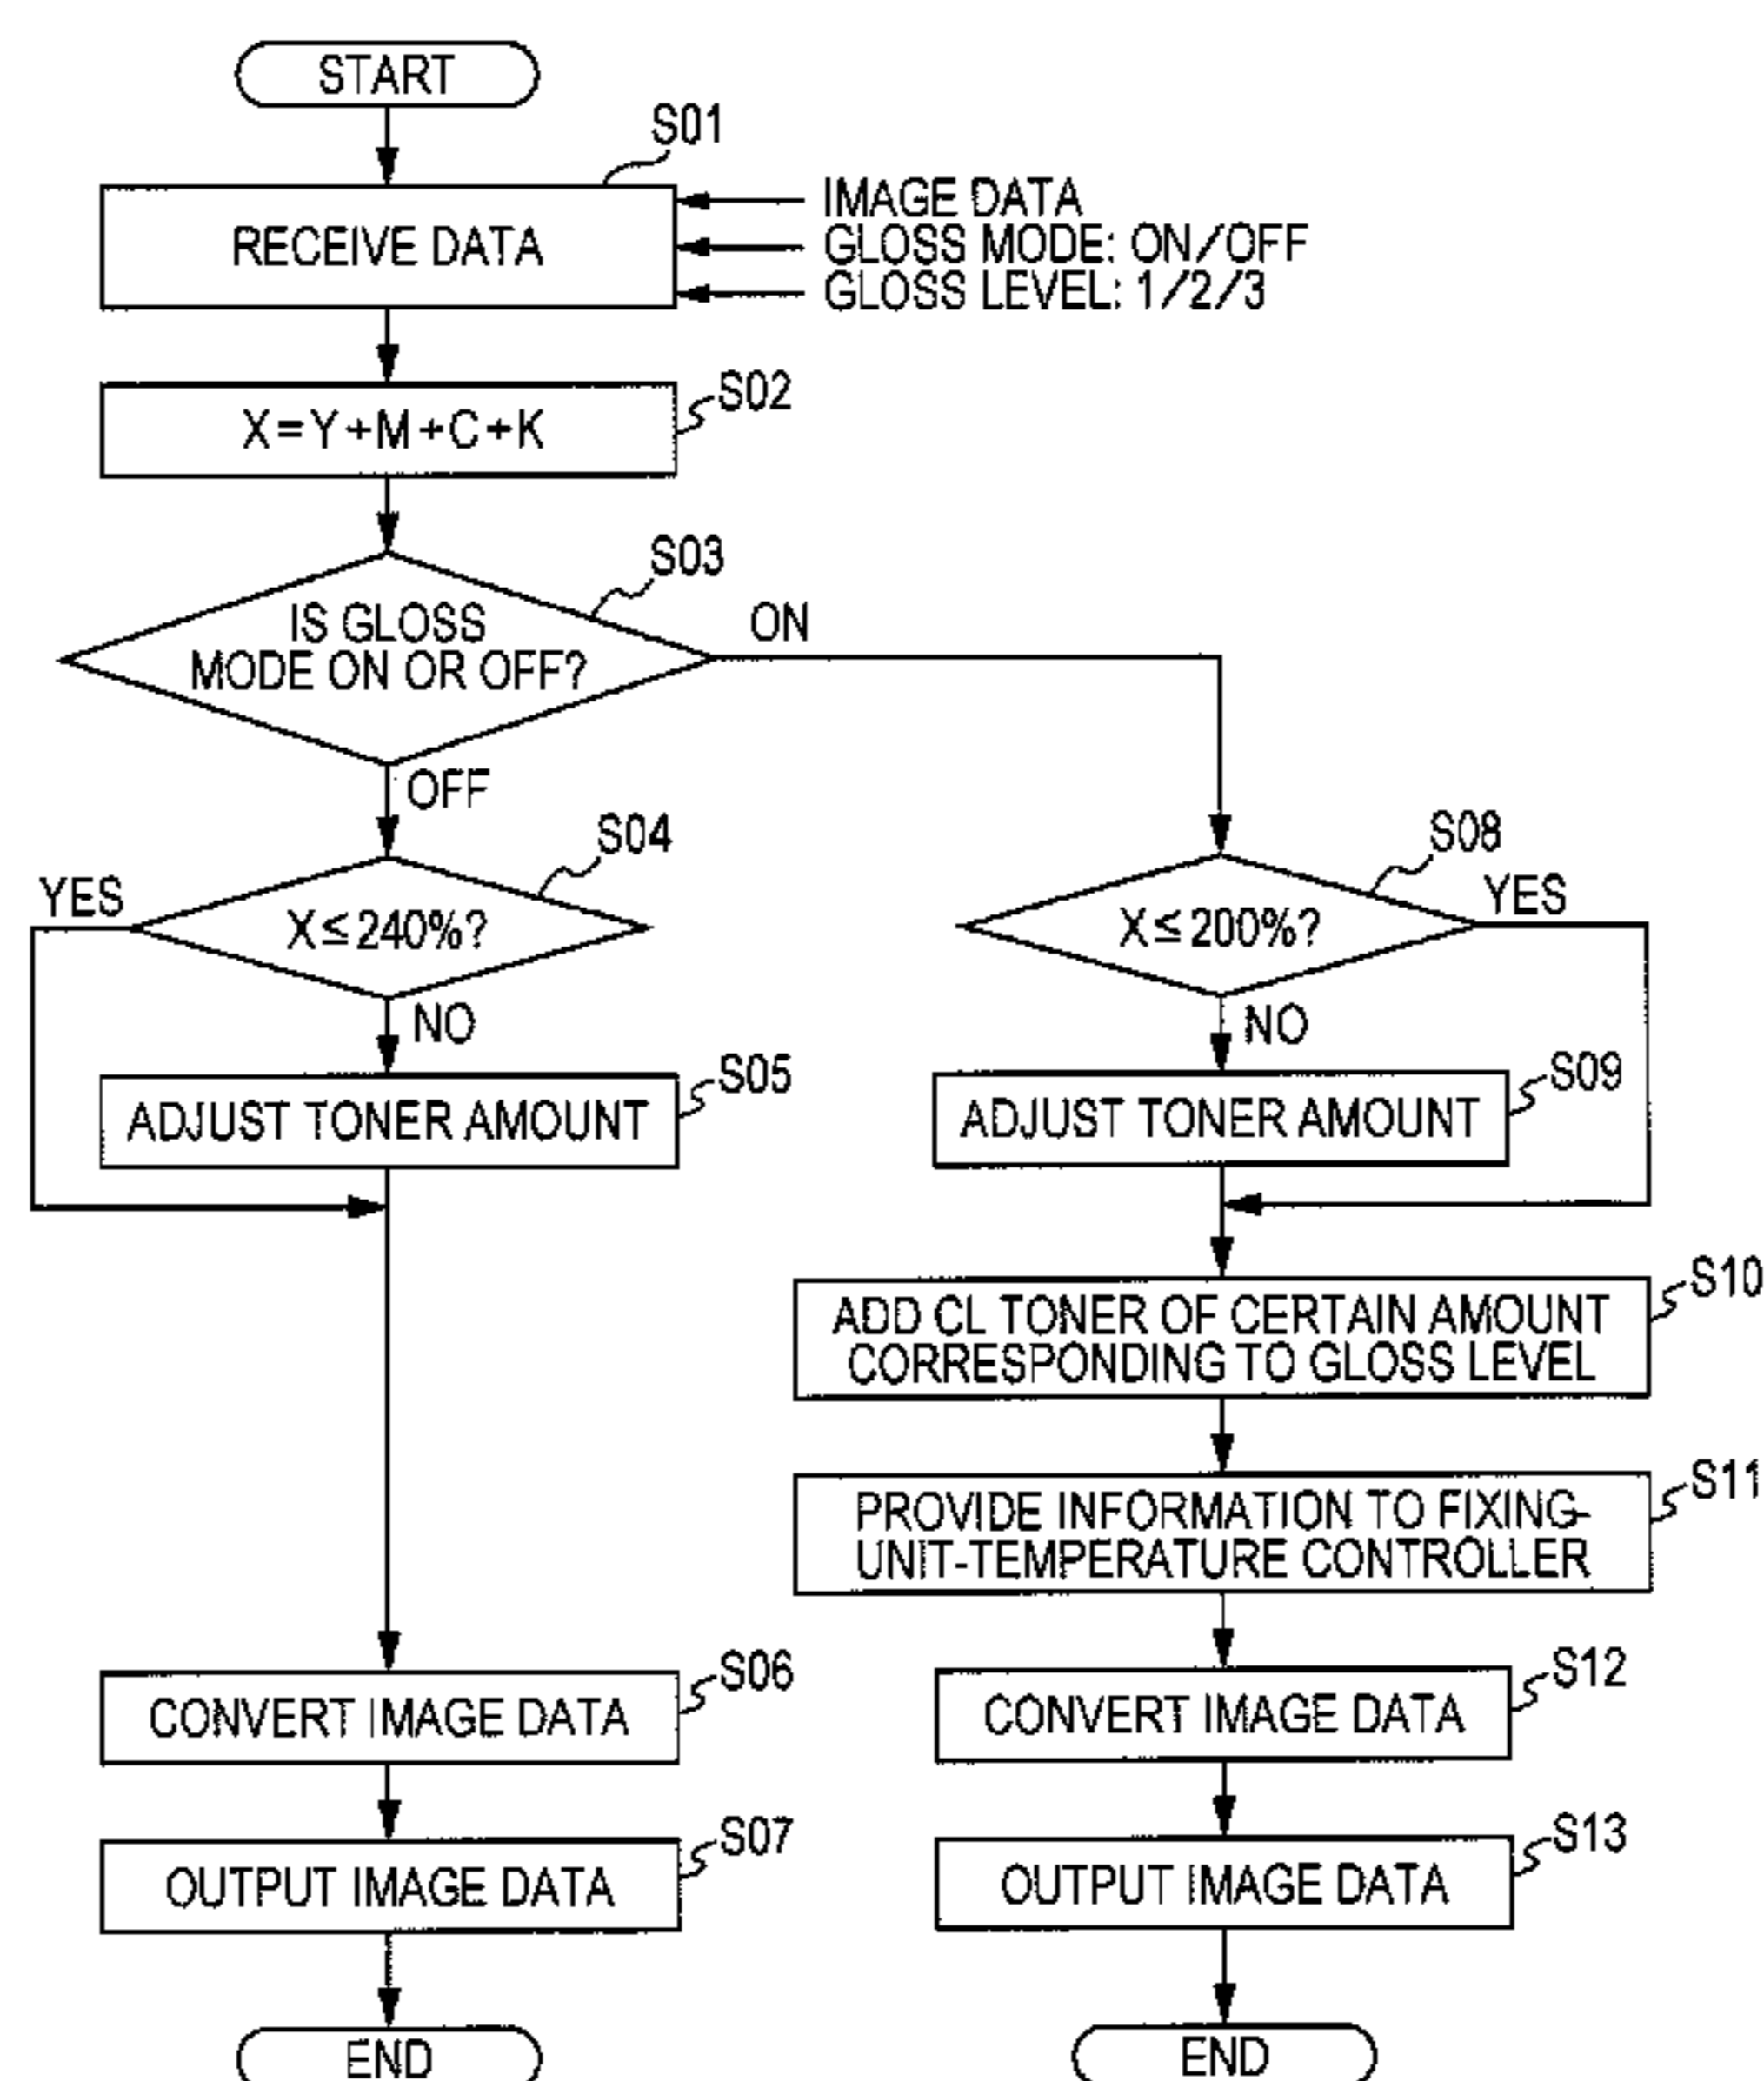 START
S01
RECEIVE DATA
IMAGE DATA
GLOSS MODE: ON/OFF
GLOSS LEVEL: 1/2/3
S02
X=Y+M+C+K
S03
IS GLOSS
MODE ON OR OFF?
ON
OFF
S04
YES
X≤240%?
NO
S05
ADJUST TONER AMOUNT
S06
CONVERT IMAGE DATA
S07
OUTPUT IMAGE DATA
END
S08
YES
X≤200%?
NO
S09
ADJUST TONER AMOUNT
S10
ADD CL TONER OF CERTAIN AMOUNT
CORRESPONDING TO GLOSS LEVEL
S11
PROVIDE INFORMATION TO FIXING-
UNIT-TEMPERATURE CONTROLLER
S12
CONVERT IMAGE DATA
S13
OUTPUT IMAGE DATA
END